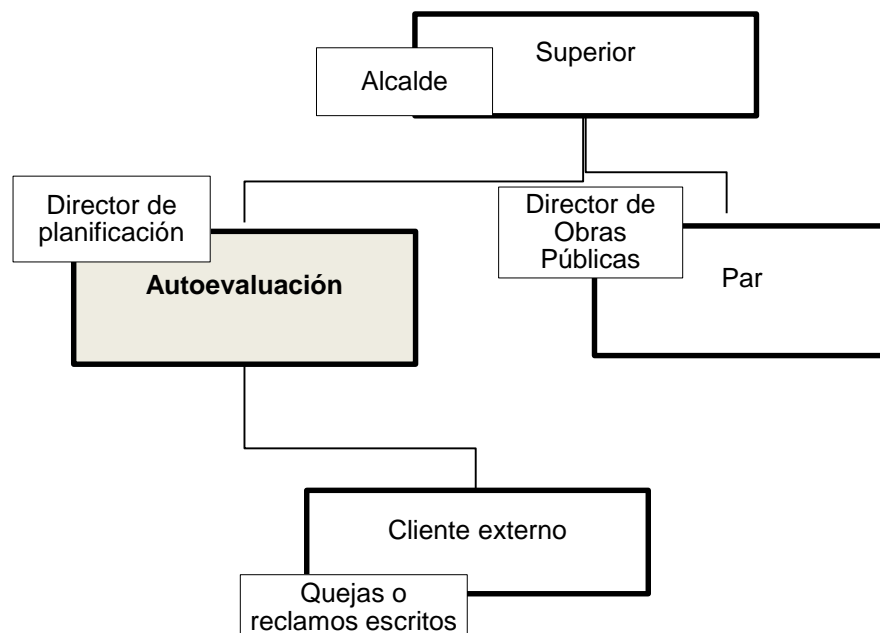 Superior
Alcalde
Director de
planificación
Autoevaluación
Director de
Obras
Públicas
Par
Cliente externo
Quejas o
reclamos escritos